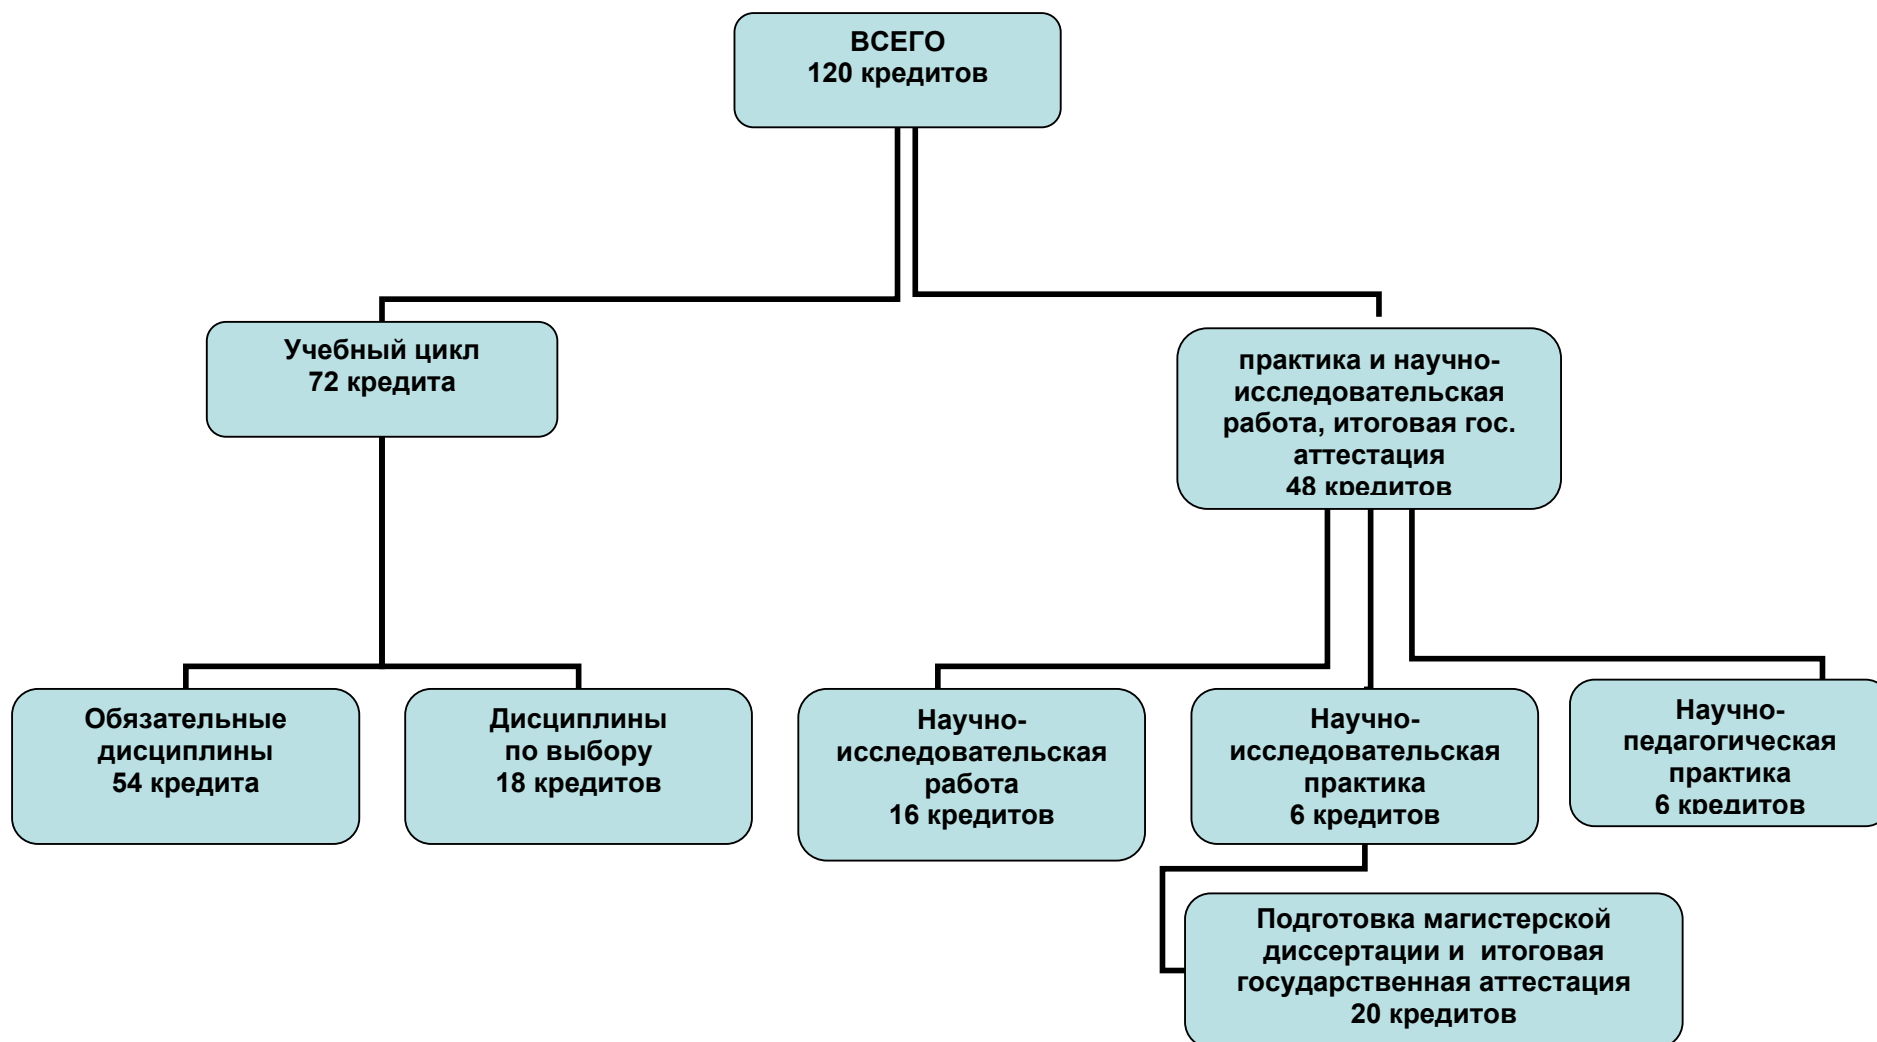 ВСЕГО
120 кредитов
Учебный цикл
72 кредита
практика и научно-
исследовательская
работа, итоговая гос.
аттестация
48 кредитов
Обязательные
дисциплины
54 кредита
Дисциплины
по выбору
18 кредитов
Научно-
исследовательская
работа
16 кредитов
Научно-
исследовательская
практика
6 кредитов
Научно-
педагогическая
практика
6 кредитов
Подготовка магистерской
диссертации и  итоговая
государственная аттестация
20 кредитов